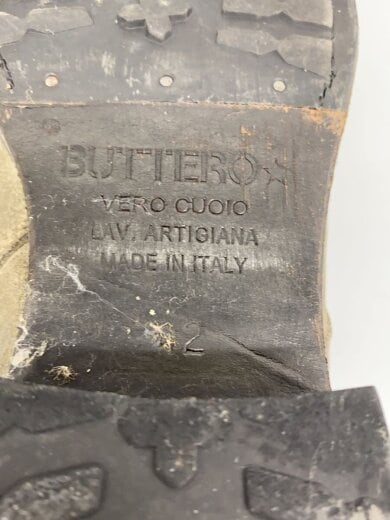 BUTTERO
VERO CUOIO
LAV. ARTIGIANA
MADE IN ITALY
2